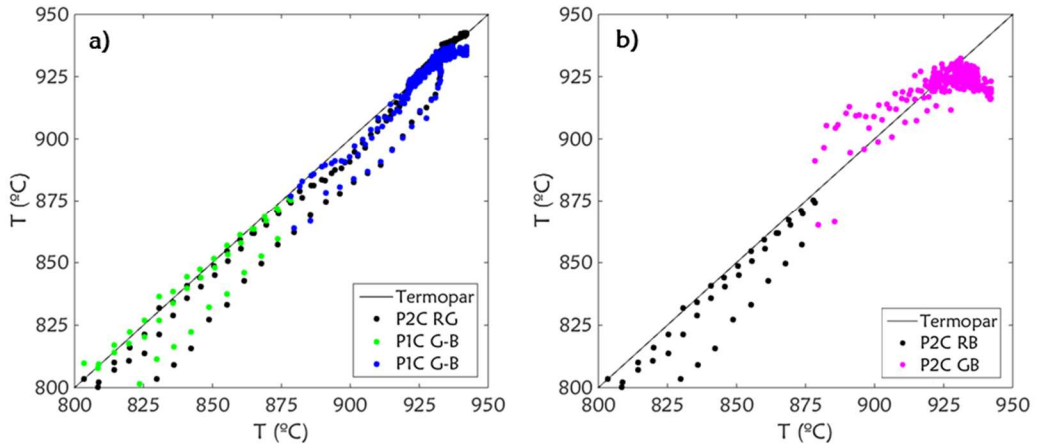 a)
950
925
900
875
850
825
800
T (ºC)
800 825 850 875 900 925 950
T (ºC)
Termopar
P2C RG
P1C G-B
P1C G-B
b)
950
925
900
875
850
825
800
T (ºC)
800 825 850 875 900 925 950
T (ºC)
Termopar
P2C RB
P2C GB